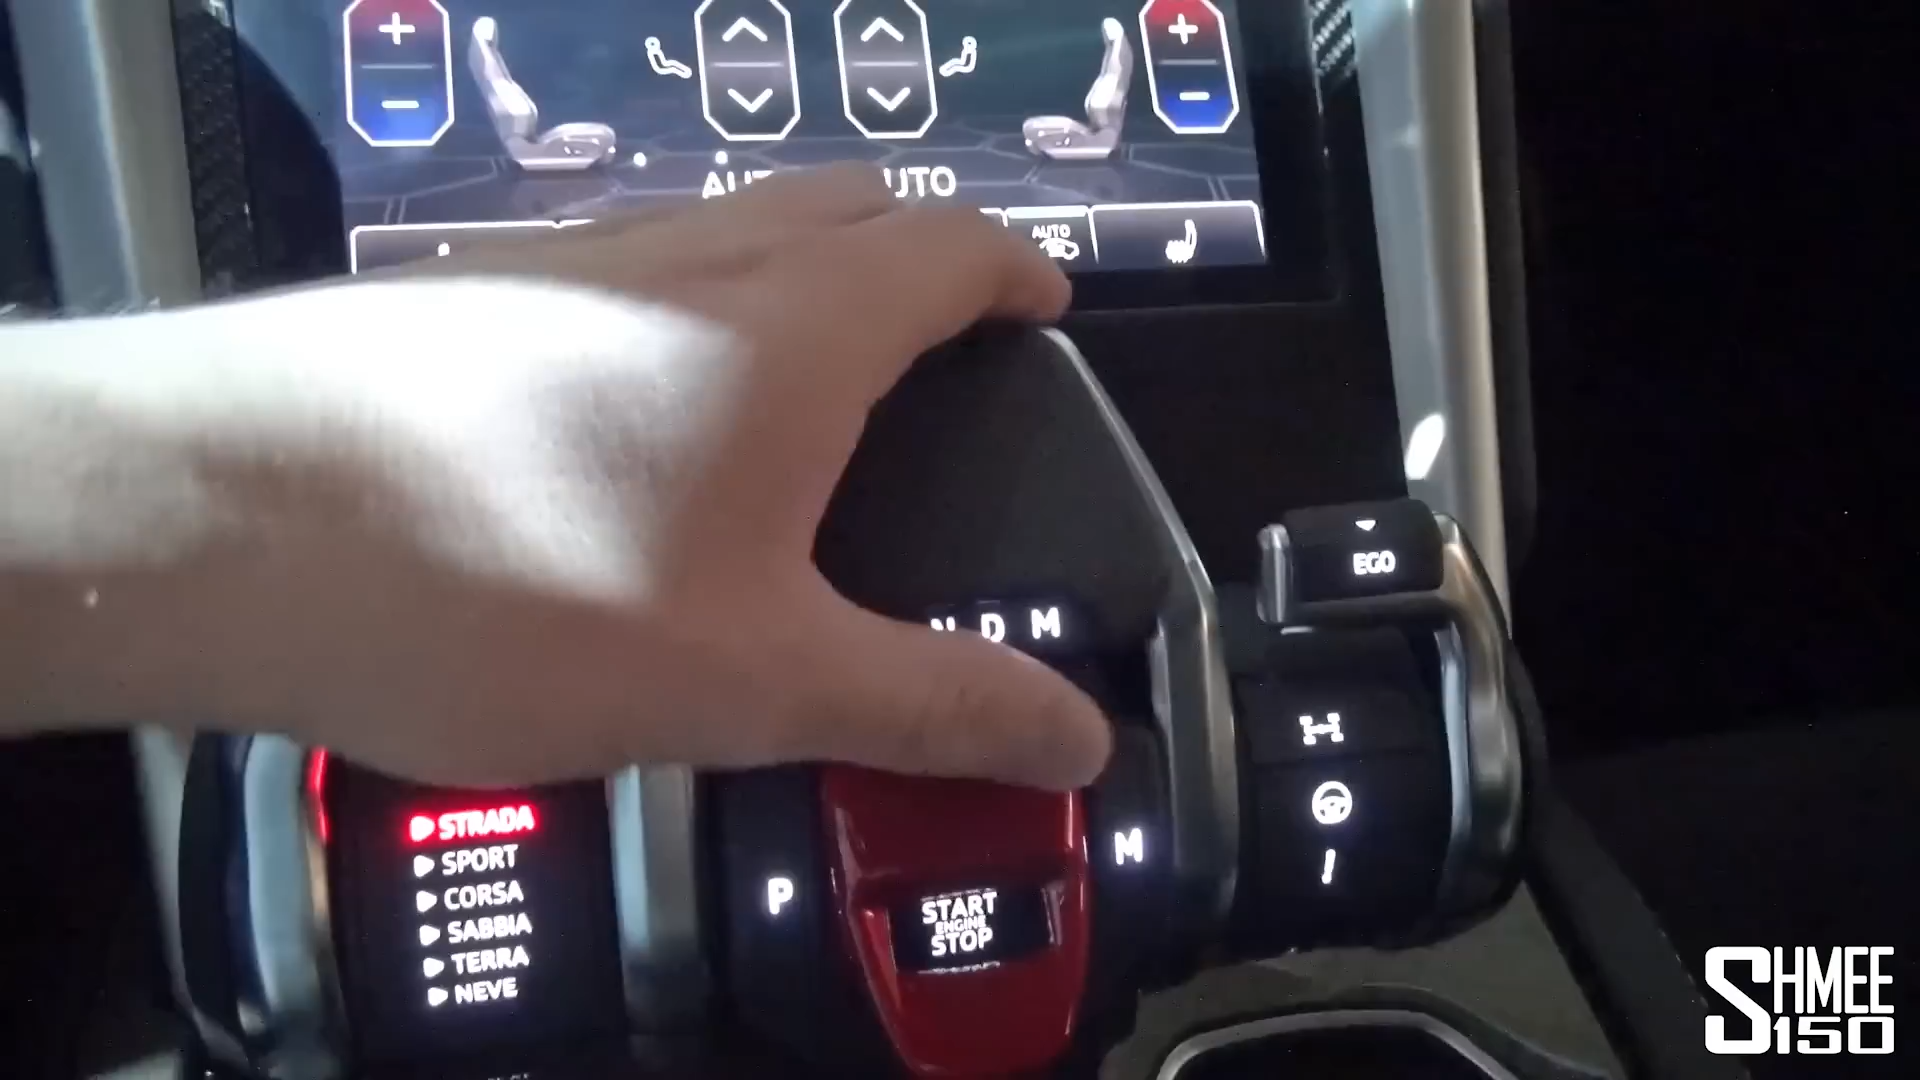 +
+
-
-
AUTO
AUTO
EGO
D M
STRADA
SPORT
CORSA
SABBIA
TERRA
NEVE
P
START
ENGINE
STOP
M
!
SHMEE
150